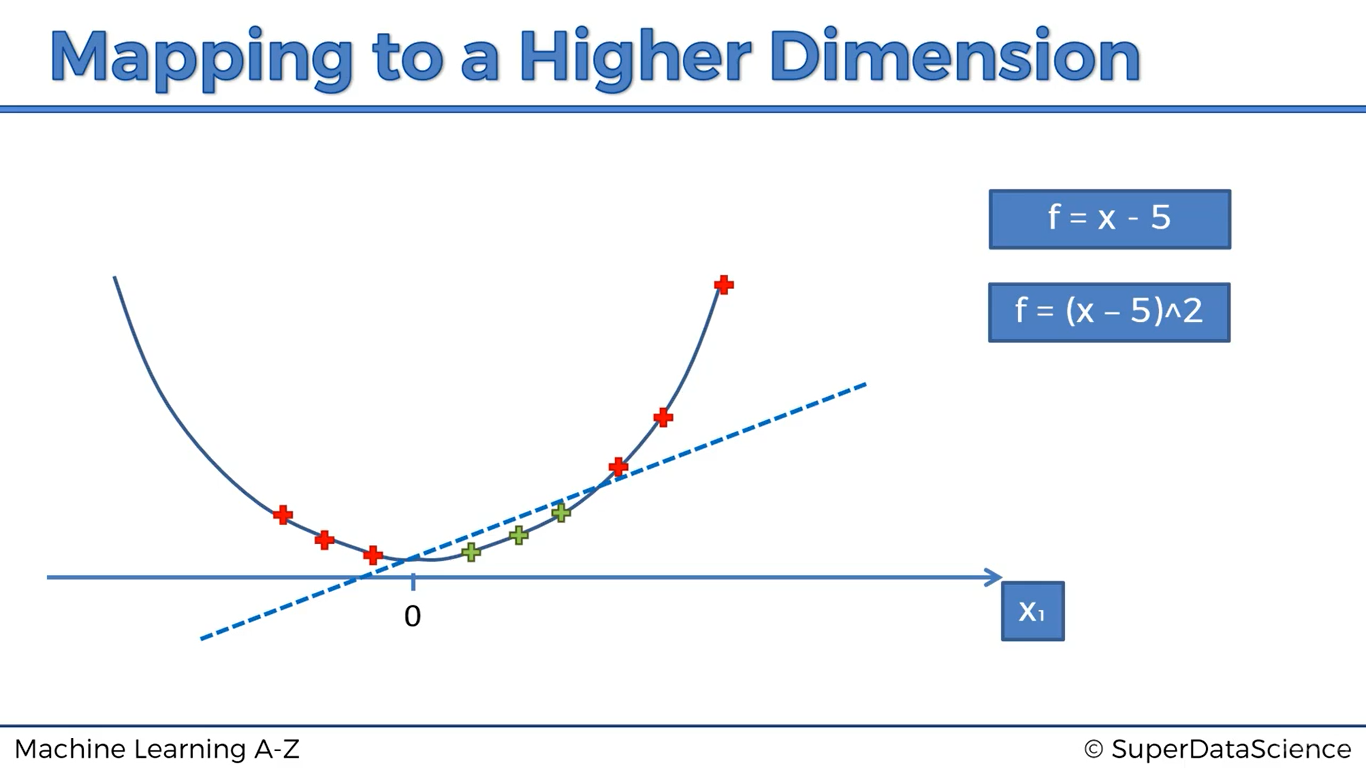 Mapping to a Higher Dimension
f = x - 5
f = (x – 5)^2
0
x₁
Machine Learning A-Z
© SuperDataScience